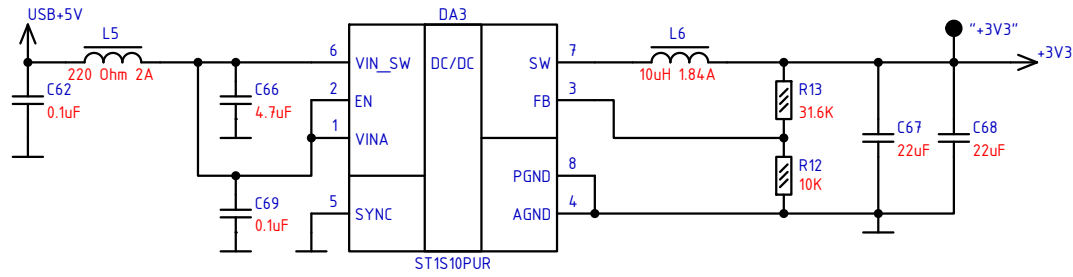 USB+5V
DA3
"+3V3"
L5
L6
6
VIN_SW
DC/DC
SW
7
+3V3
220 Ohm 2A
10uH 1.84A
C62
0.1uF
C66
4.7uF
2
EN
FB
3
R13
31.6K
1
VINA
C67
22uF
C68
22uF
PGND
8
R12
10K
C69
0.1uF
5
SYNC
AGND
4
ST1S10PUR